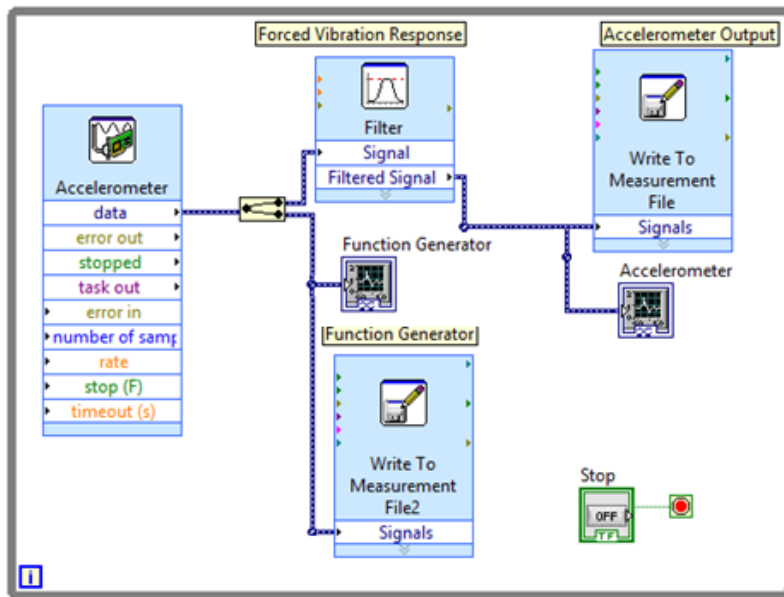 Forced Vibration Response
Accelerometer Output
Filter
Signal
Filtered Signal
Write To
Measurement
File
Signals
Accelerometer
data
error out
stopped
task out
error in
number of samp
rate
stop (F)
timeout (s)
Function Generator
Accelerometer
Function Generator
Write To
Measurement
File2
Signals
Stop
OFF
TF
i